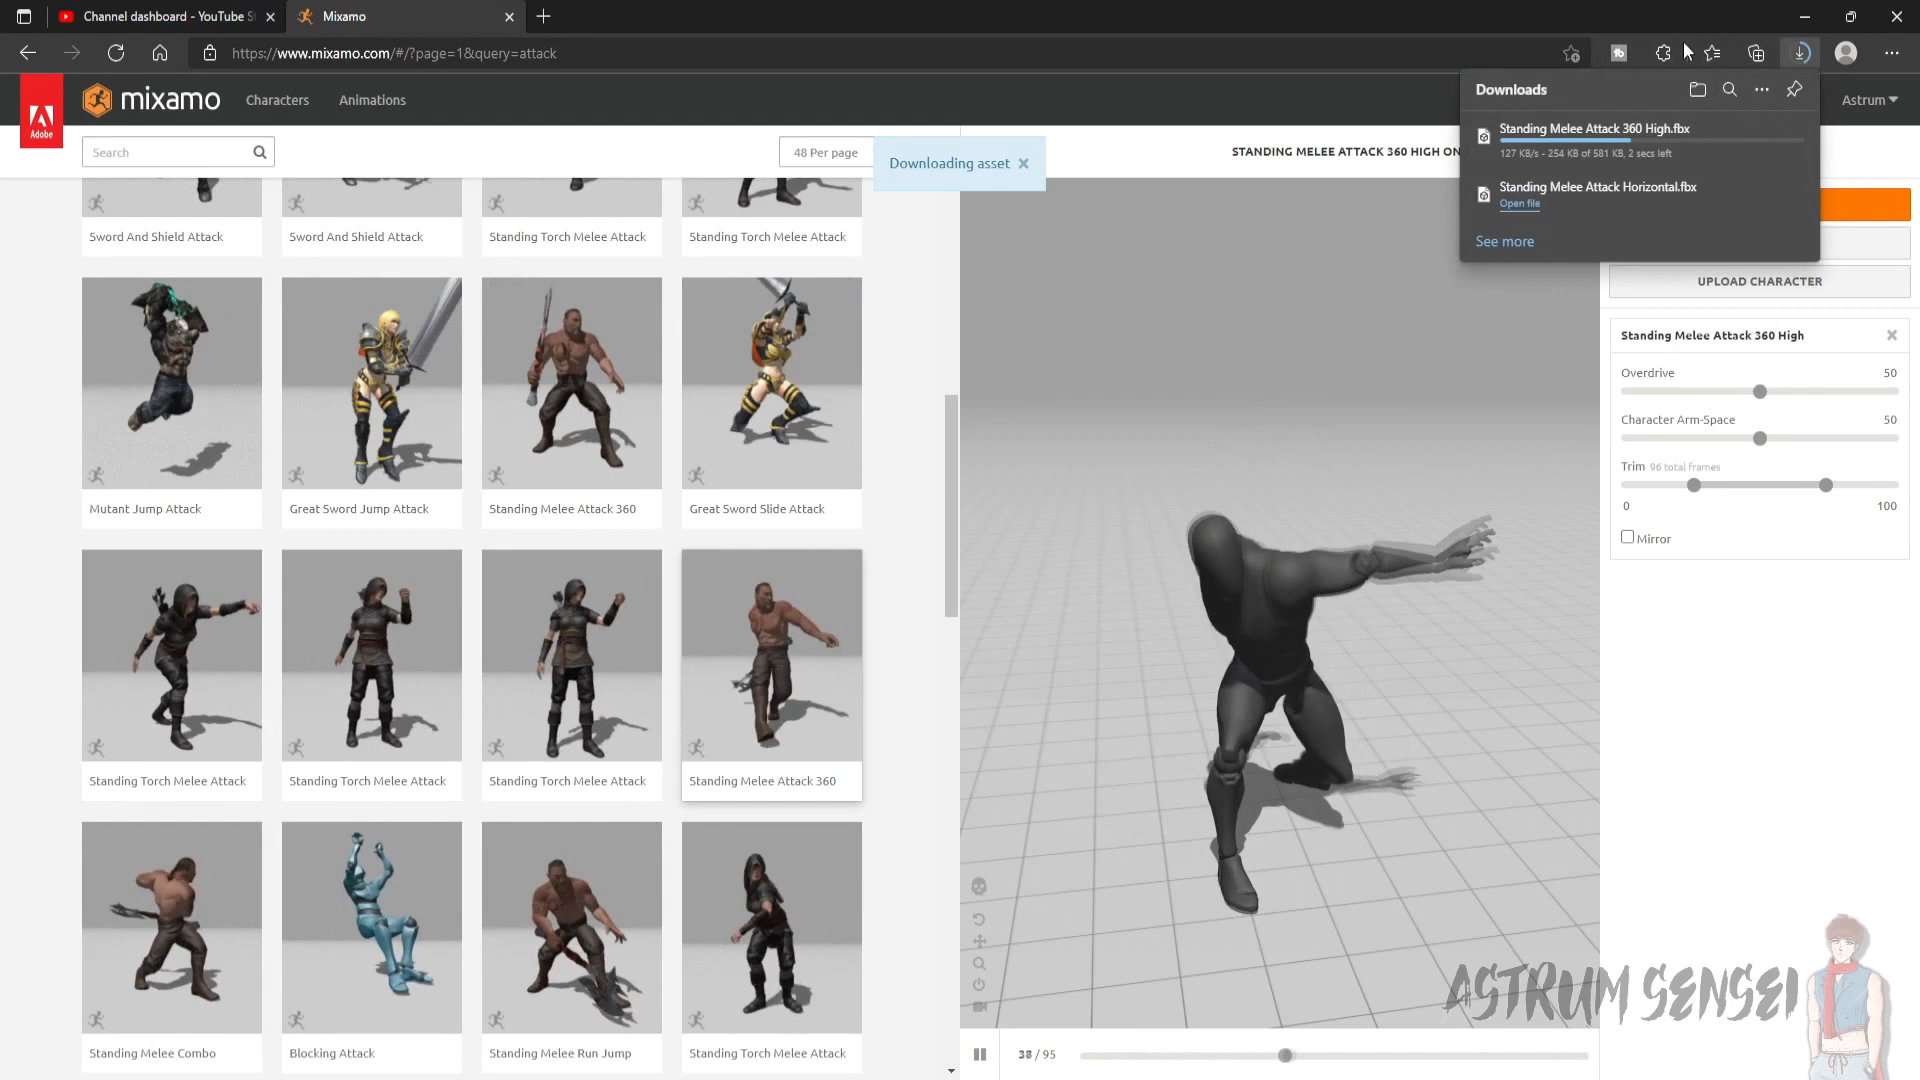 Channel dashboard - YouTube S
Mixamo
https://www.mixamo.com/#/?page=1&query=attack
tb
Adobe
mixamo
Characters
Animations
Astrum
Downloads
Standing Melee Attack 360 High.fbx
127 KB/s - 254 KB of 581 KB, 2 secs left
Standing Melee Attack Horizontal.fbx
Open file
See more
Search
48 Per page
Downloading asset
STANDING MELEE ATTACK 360 HIGH ON
Sword And Shield Attack
Sword And Shield Attack
Standing Torch Melee Attack
Standing Torch Melee Attack
Mutant Jump Attack
Great Sword Jump Attack
Standing Melee Attack 360
Great Sword Slide Attack
Standing Torch Melee Attack
Standing Torch Melee Attack
Standing Torch Melee Attack
Standing Melee Attack 360
Standing Melee Combo
Blocking Attack
Standing Melee Run Jump
Standing Torch Melee Attack
38 / 95
UPLOAD CHARACTER
Standing Melee Attack 360 High
Overdrive
50
Character Arm-Space
50
Trim 96 total frames
0
100
Mirror
ASTRUM SENSEI